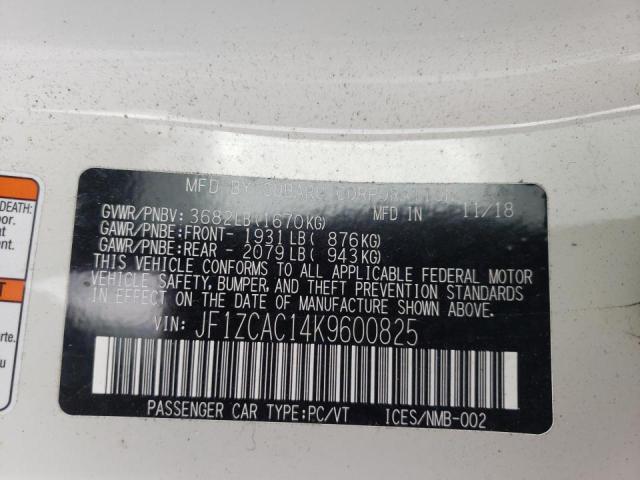 DEATH:
or.
o
d.
MFD BY SUBARU CORPORATION
GVWR/PNBV: 3682LB(1670KG) MFD IN 11/18
GAWR/PNBE:FRONT- 1931LB( 876KG)
GAWR/PNBE:REAR - 2079LB( 943KG)
THIS VEHICLE CONFORMS TO ALL APPLICABLE FEDERAL MOTOR
VEHICLE SAFETY, BUMPER, AND THEFT PREVENTION
STANDARDS IN EFFECT ON THE DATE OF MANUFACTURE SHOWN ABOVE.
VIN: JF1ZCAC14K9600825
PASSENGER CAR TYPE:PC/VT ICES/NMB-002